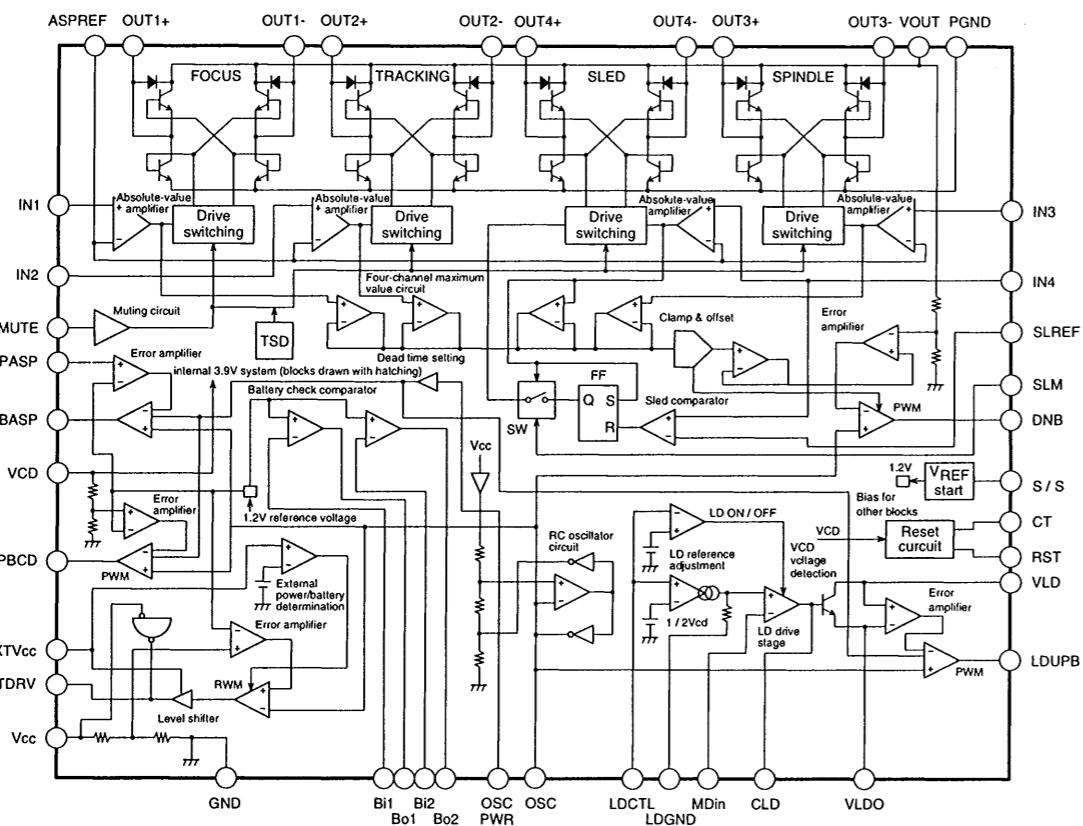 ASPREF OUT1+ OUT1- OUT2+ OUT2- OUT4+ OUT4- OUT3+ OUT3- VOUT PGND
FOCUS
TRACKING
SLED
SPINDLE
IN1
Absolute-value
amplifier
Drive
switching
Absolute-value
amplifier
Drive
switching
Drive
switching
Absolute-value
amplifier
Drive
switching
Absolute-value
amplifier
IN3
IN2
Four-channel maximum
value circuit
IN4
MUTE
Muting circuit
TSD
Clamp & offset
Error
amplifier
SLREF
PASP
Error amplifier
Dead time setting
internal 3.9V system (blocks drawn with hatching)
Battery check comparator
FF
SLM
BASP
SW
Q S
R
Sled comparator
PWM
DNB
VCD
Vcc
1.2V
VREF
start
S / S
1.2V reference voltage
Error
amplifier
Bias for
other blocks
LD ON / OFF
VCD
Reset
curcuit
CT
RST
PBCD
PWM
RC oscillator
circuit
LD reference
adjustment
VCD
vcltage
detection
VLD
External
power/battery
determination
1 / 2Vcd
Error
amplifier
Error amplifier
LD drive
stage
XTVcc
LDUPB
PWM
TDRV
RWM
Level shifter
Vcc
GND
Bi1
Bo1
Bi2
Bo2
OSC
PWR
OSC
LDCTL
LDGND
MDin
CLD
VLDO